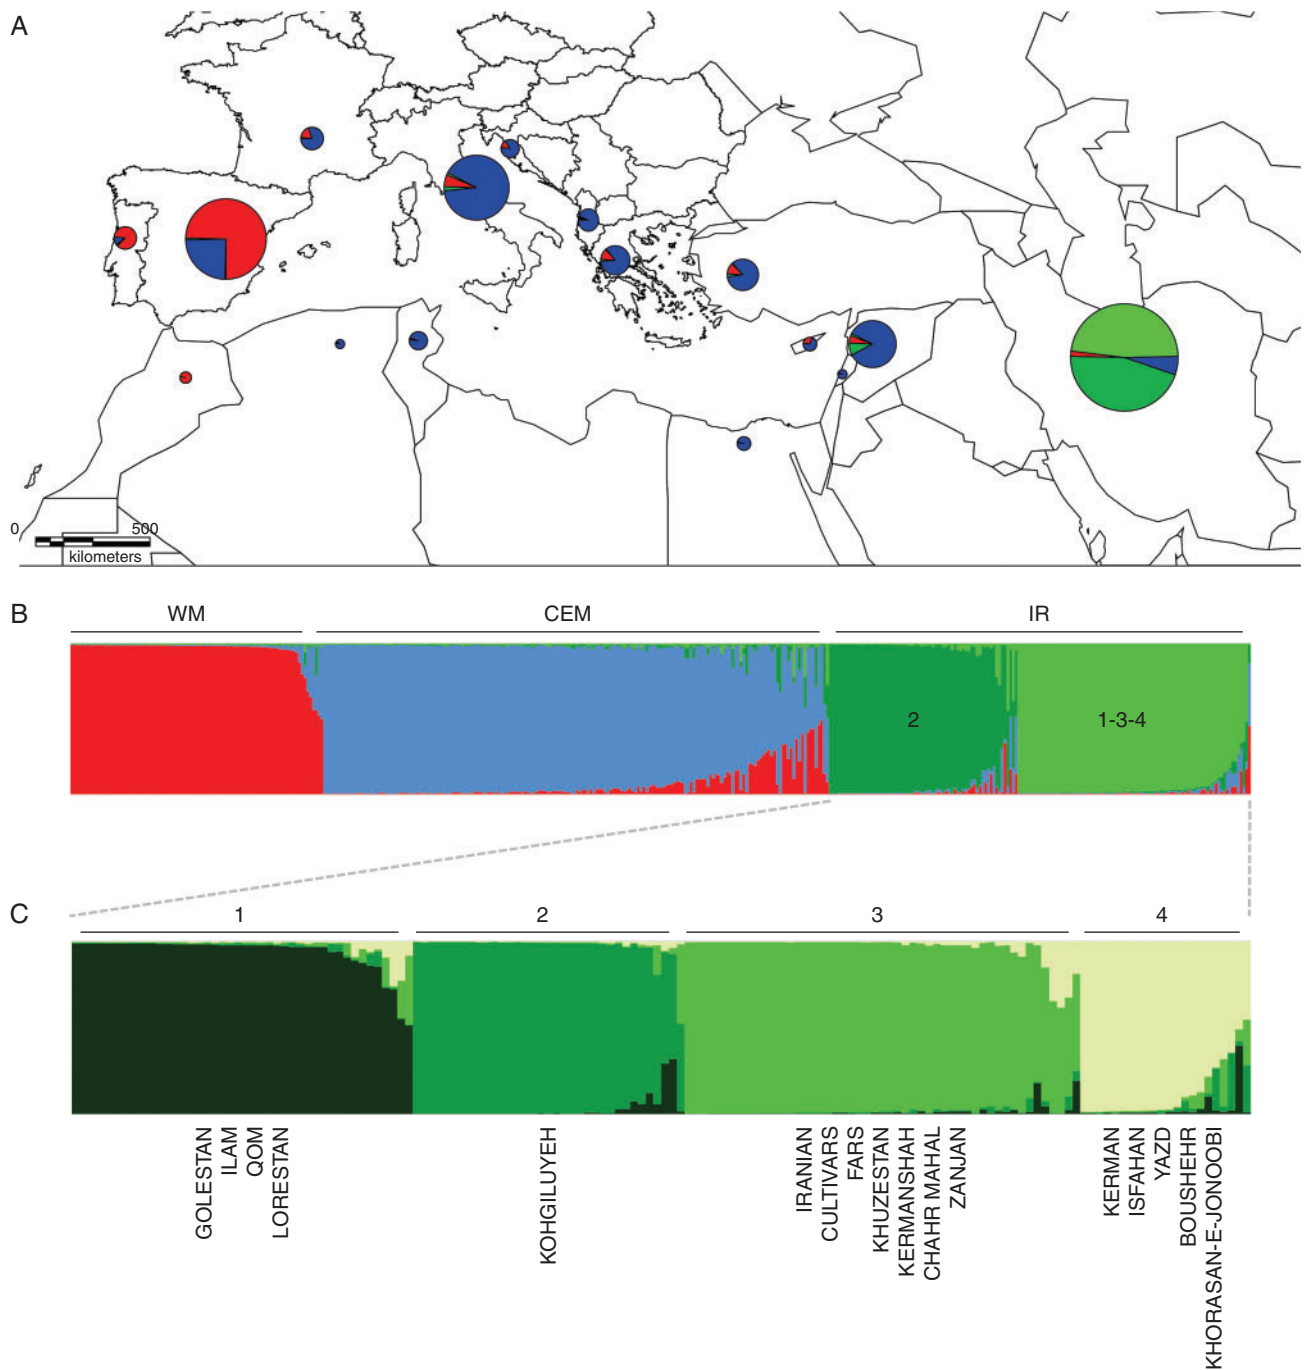 A
0 500
kilometers
B
WM CEM IR
2 1-3-4
C
1 2 3 4
GOLESTAN
ILAM
QOM
LORESTAN
KOHGILUYEH
IRANIAN
CULTIVARS
FARS
KHUZESTAN
KERMANSHAH
CHAHR MAHAL
ZANJAN
KERMAN
ISFAHAN
YAZD
BOUSHEHR
KHORASAN-E-JONOOBI